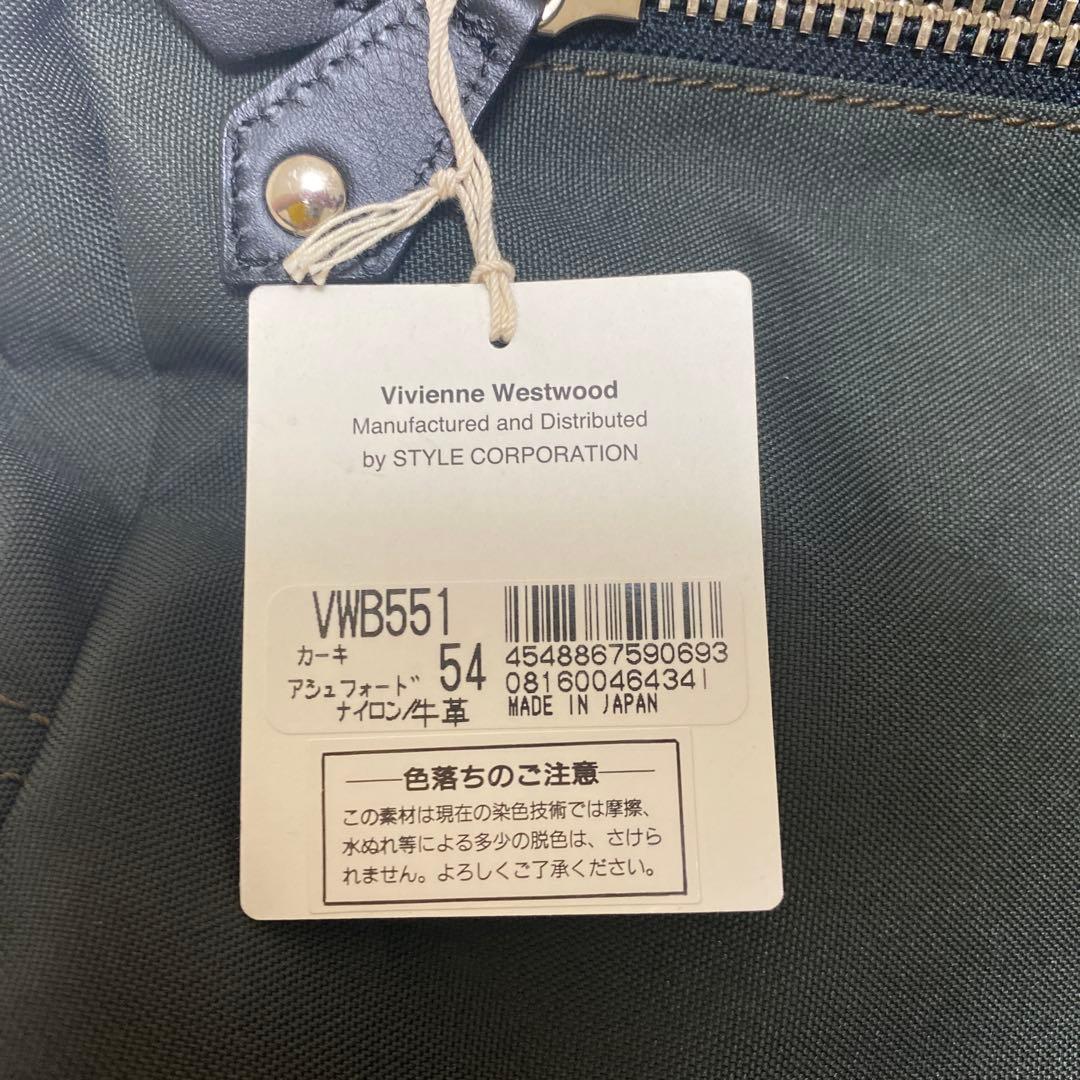 Vivienne Westwood
Manufactured and Distributed
by STYLE CORPORATION
VWB551
カーキ 54
アシュフォード
ナイロン/牛革
4548867590693
081600464341
MADE IN JAPAN
色落ちのご注意
この素材は現在の染色技術では摩擦、
水ぬれ等による多少の脱色は、さけら
れません。よろしくご了承ください。